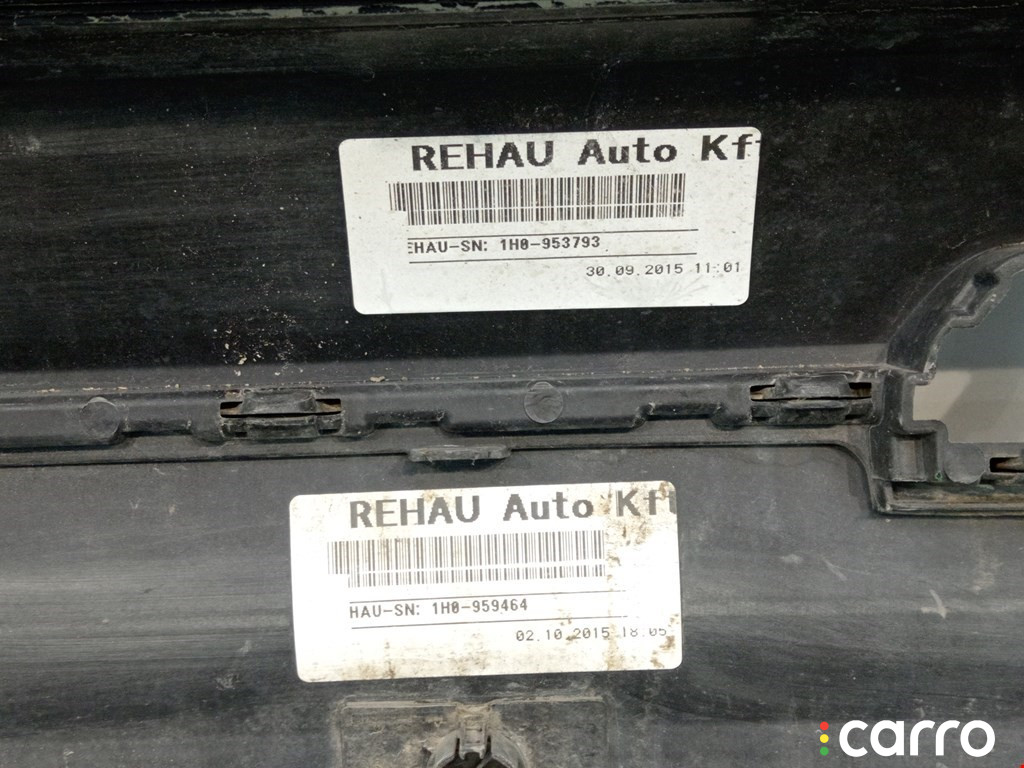 REHAU Auto Kf
EHAU-SN: 1H0-953793
30.09.2015 11:01
REHAU Auto Kft
HAU-SN: 1H0-959464
02.10.2015 18:05
carro